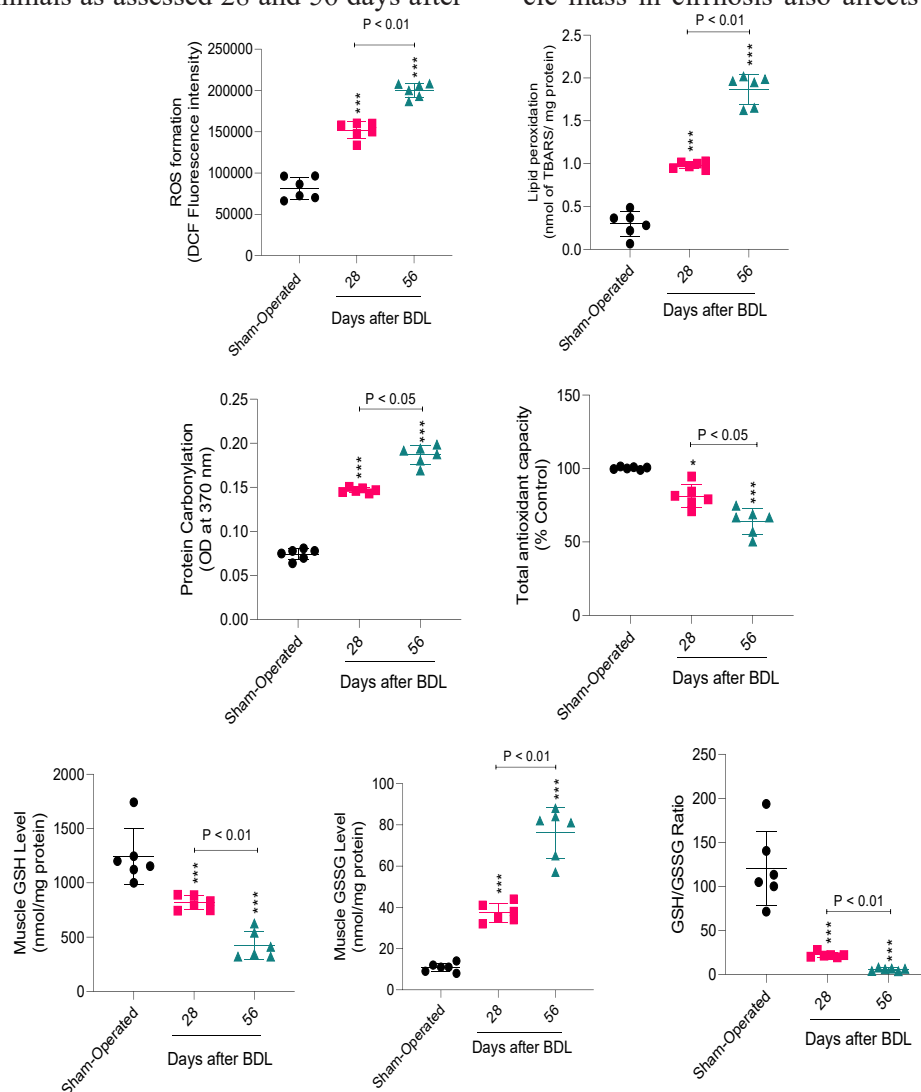 28 and 56 days after
mass in cirrhosis also affects
P < 0.01
250000
200000
150000
100000
50000
0
ROS formation
(DCF Fluorescence intensity)
***
***
Sham-Operated
28
56
Days after BDL
P < 0.01
2.5
2.0
1.5
1.0
0.5
0.0
Lipid peroxidation
(nmol of TBARS/ mg protein)
***
***
Sham-Operated
28
56
Days after BDL
P < 0.05
0.25
0.20
0.15
0.10
0.05
0.00
Protein Carbonylation
(OD at 370 nm)
***
***
Sham-Operated
28
56
Days after BDL
P < 0.05
150
100
50
0
Total antioxidant capacity
(% Control)
*
***
Sham-Operated
28
56
Days after BDL
P < 0.01
2000
1500
1000
500
0
Muscle GSH Level
(nmol/mg protein)
***
***
Sham-Operated
28
56
Days after BDL
P < 0.01
100
80
60
40
20
0
Muscle GSSG Level
(nmol/mg protein)
***
***
Sham-Operated
28
56
Days after BDL
P < 0.01
250
200
150
100
50
0
GSH/GSSG Ratio
***
***
Sham-Operated
28
56
Days after BDL